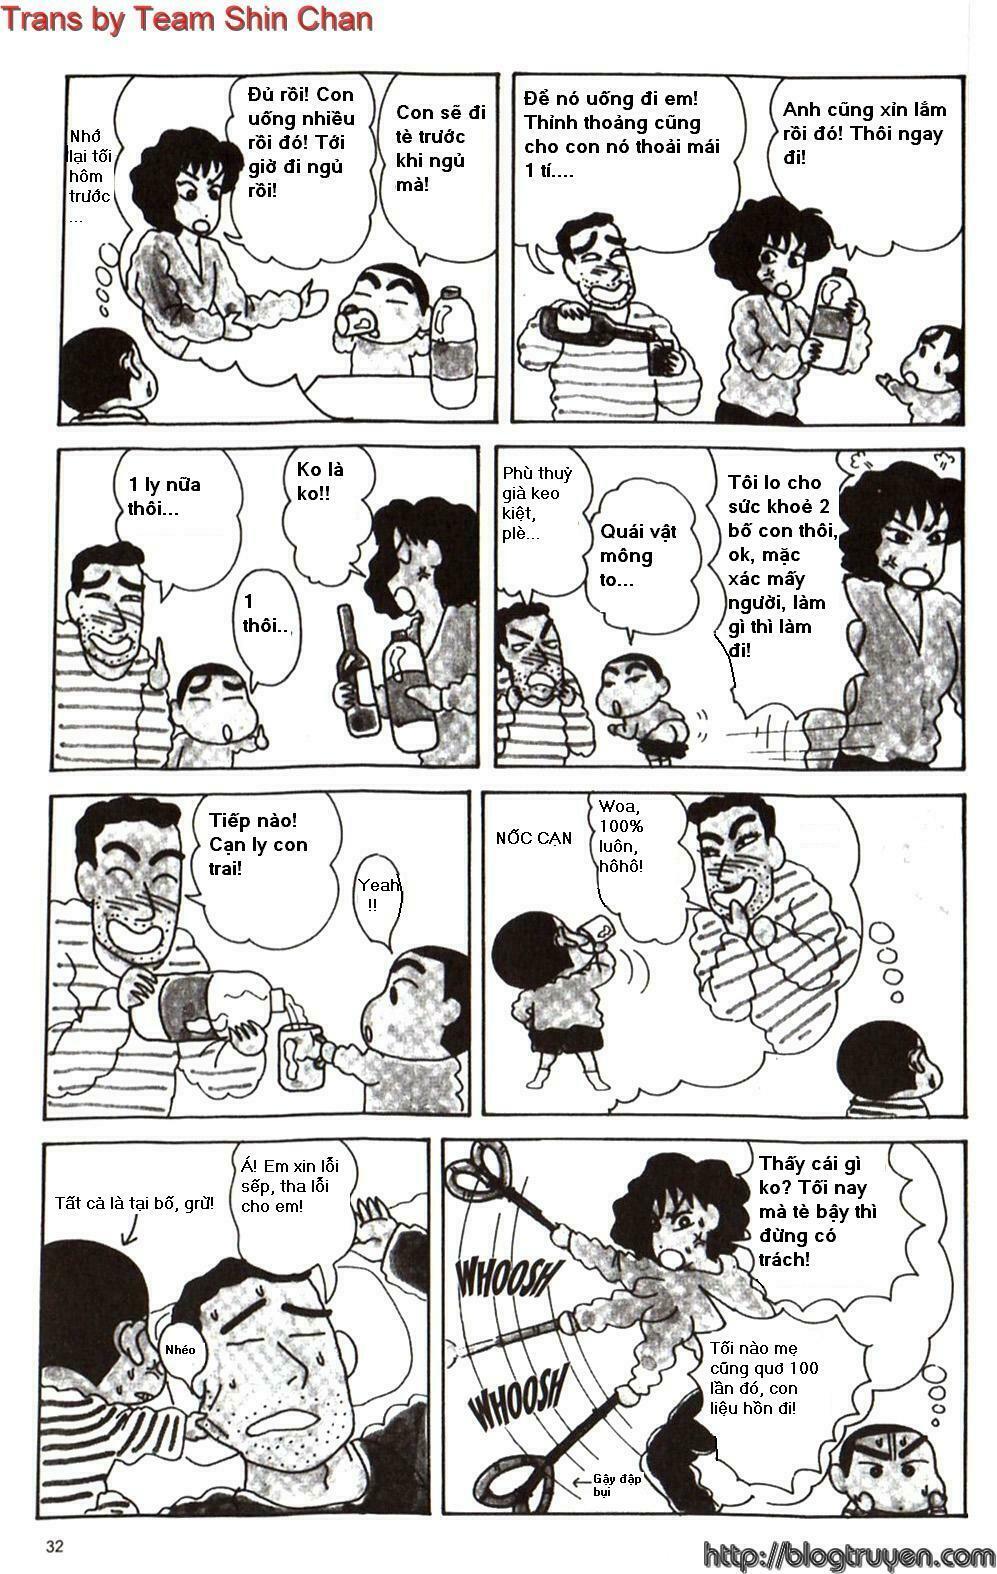 Trans by Team Shin Chan
Nhớ
lại tối
hôm
trước
...
Đủ rồi! Con
uống nhiều
rồi đó! Tới
giờ đi ngủ
rồi!
Con sẽ đi
tè trước
khi ngủ
mà!
Để nó uống đi em!
Thỉnh thoảng cũng
cho con nó thoải mái
1 tí....
Anh cũng xỉn lắm
rồi đó! Thôi ngay
đi!
1 ly nữa
thôi...
1
thôi..
Ko là
ko!!
Phù thuỷ
già keo
kiệt,
plè...
Quái vật
mông
to...
Tôi lo cho
sức khoẻ 2
bố con thôi,
ok, mặc
xác mấy
người, làm
gì thì làm
đi!
Tiếp nào!
Cạn ly con
trai!
Yeah
!!
NỐC CẠN
Woa,
100%
luôn,
hôhô!
Tất cả là tại bố, grừ!
Á! Em xin lỗi
sếp, tha lỗi
cho em!
Nhéo
Thấy cái gì
ko? Tối nay
mà tè bậy thì
đừng có
trách!
WHOOSH
WHOOSH
Tối nào mẹ
cũng quơ 100
lần đó, con
liệu hồn đi!
Gậy đập
bụi
32
http://blogtruyen.com